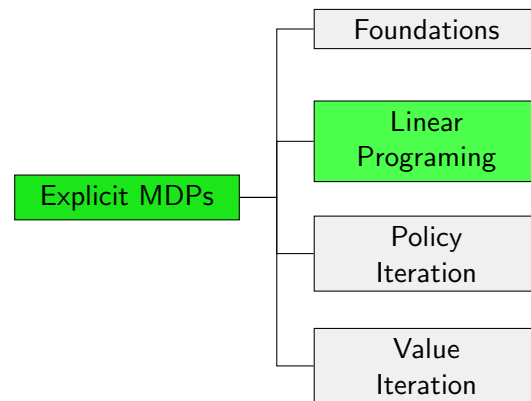 Foundations
Linear
Programing
Explicit MDPs
Policy
Iteration
Value
Iteration